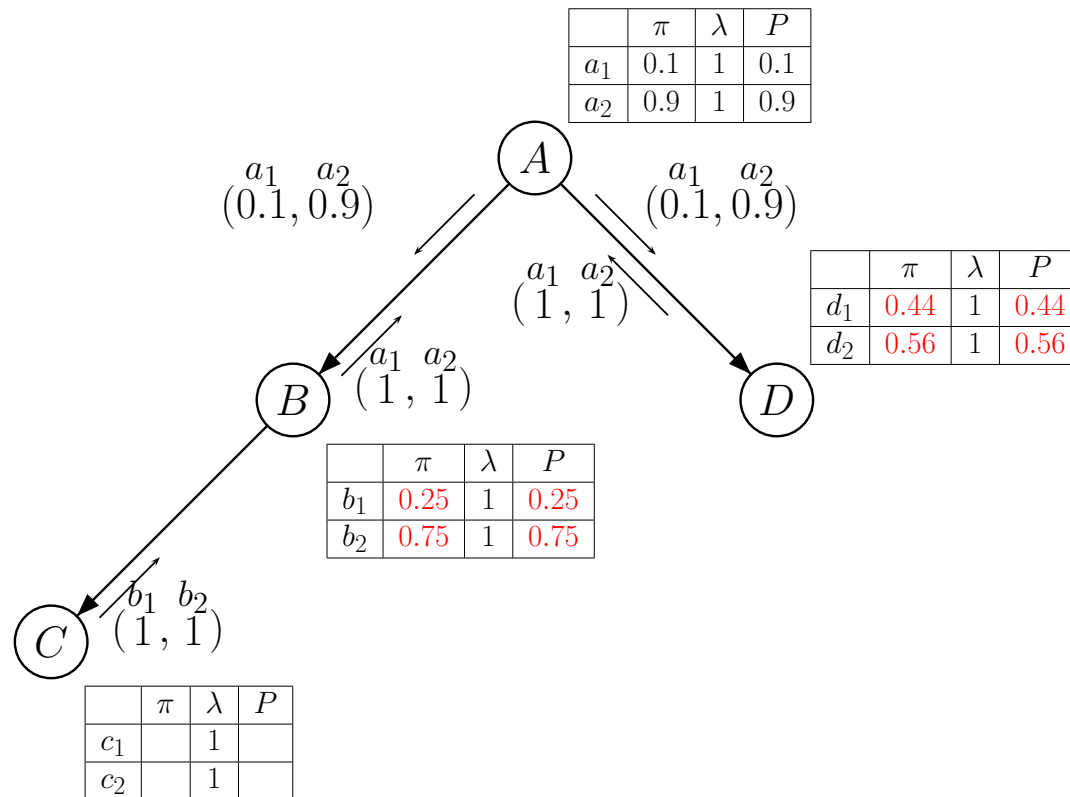 π λ P
a₁ 0.1 1 0.1
a₂ 0.9 1 0.9
A
a₁ a₂
(0.1, 0.9)
a₁ a₂
(0.1, 0.9)
a₁ a₂
(1, 1)
π λ P
d₁ 0.44 1 0.44
d₂ 0.56 1 0.56
a₁ a₂
(1, 1)
B
D
π λ P
b₁ 0.25 1 0.25
b₂ 0.75 1 0.75
b₁ b₂
(1, 1)
C
π λ P
c₁ 1
c₂ 1